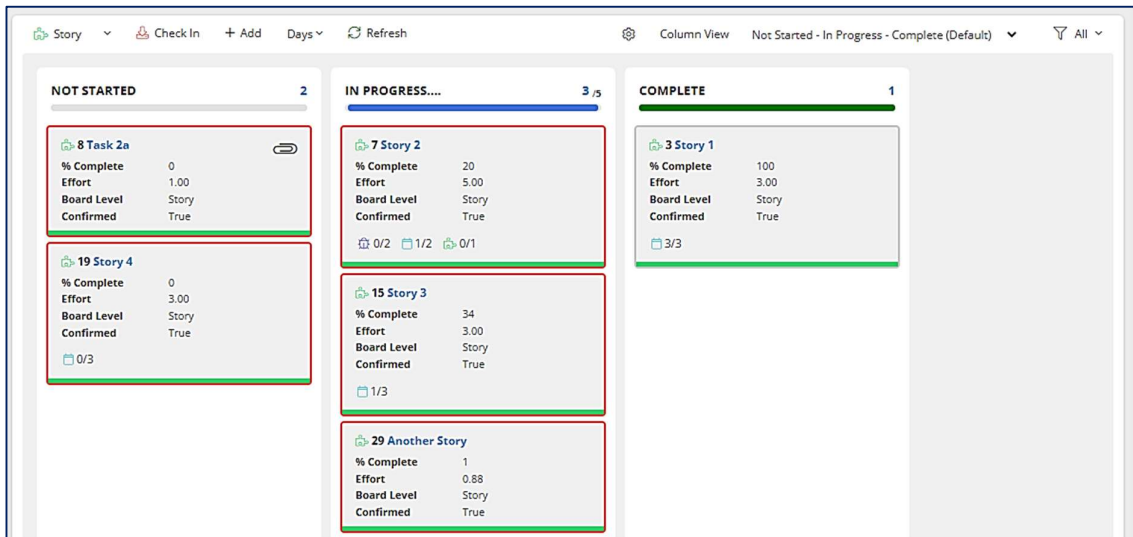 Story Check In + Add Days Refresh Column View Not Started - In Progress - Complete (Default) All
NOT STARTED 2
8 Task 2a
% Complete 0
Effort 1.00
Board Level Story
Confirmed True
19 Story 4
% Complete 0
Effort 3.00
Board Level Story
Confirmed True
0/3
IN PROGRESS.... 3 /5
7 Story 2
% Complete 20
Effort 5.00
Board Level Story
Confirmed True
0/2 1/2 0/1
15 Story 3
% Complete 34
Effort 3.00
Board Level Story
Confirmed True
1/3
29 Another Story
% Complete 1
Effort 0.88
Board Level Story
Confirmed True
COMPLETE 1
3 Story 1
% Complete 100
Effort 3.00
Board Level Story
Confirmed True
3/3